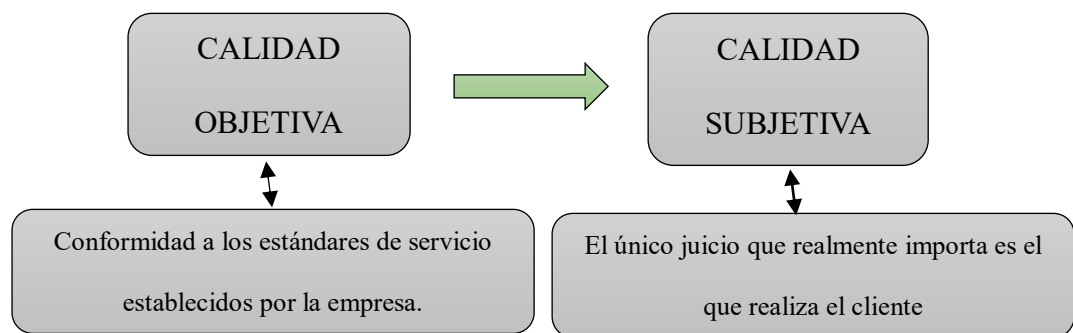 CALIDAD
OBJETIVA
CALIDAD
SUBJETIVA
Conformidad a los estándares de servicio
establecidos por la empresa.
El único juicio que realmente importa es el
que realiza el cliente